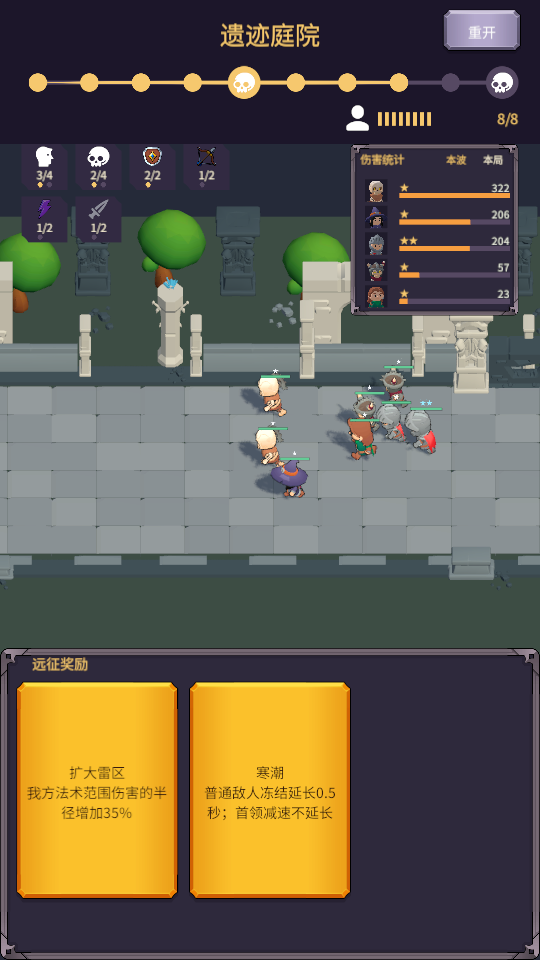 遗迹庭院
重开
8/8
3/4
2/4
2/2
1/2
1/2
1/2
伤害统计 本波 本局
322
206
204
57
23
远征奖励
扩大雷区
我方法术范围伤害的半
径增加35%
寒潮
普通敌人冻结延长0.5
秒；首领减速不延长